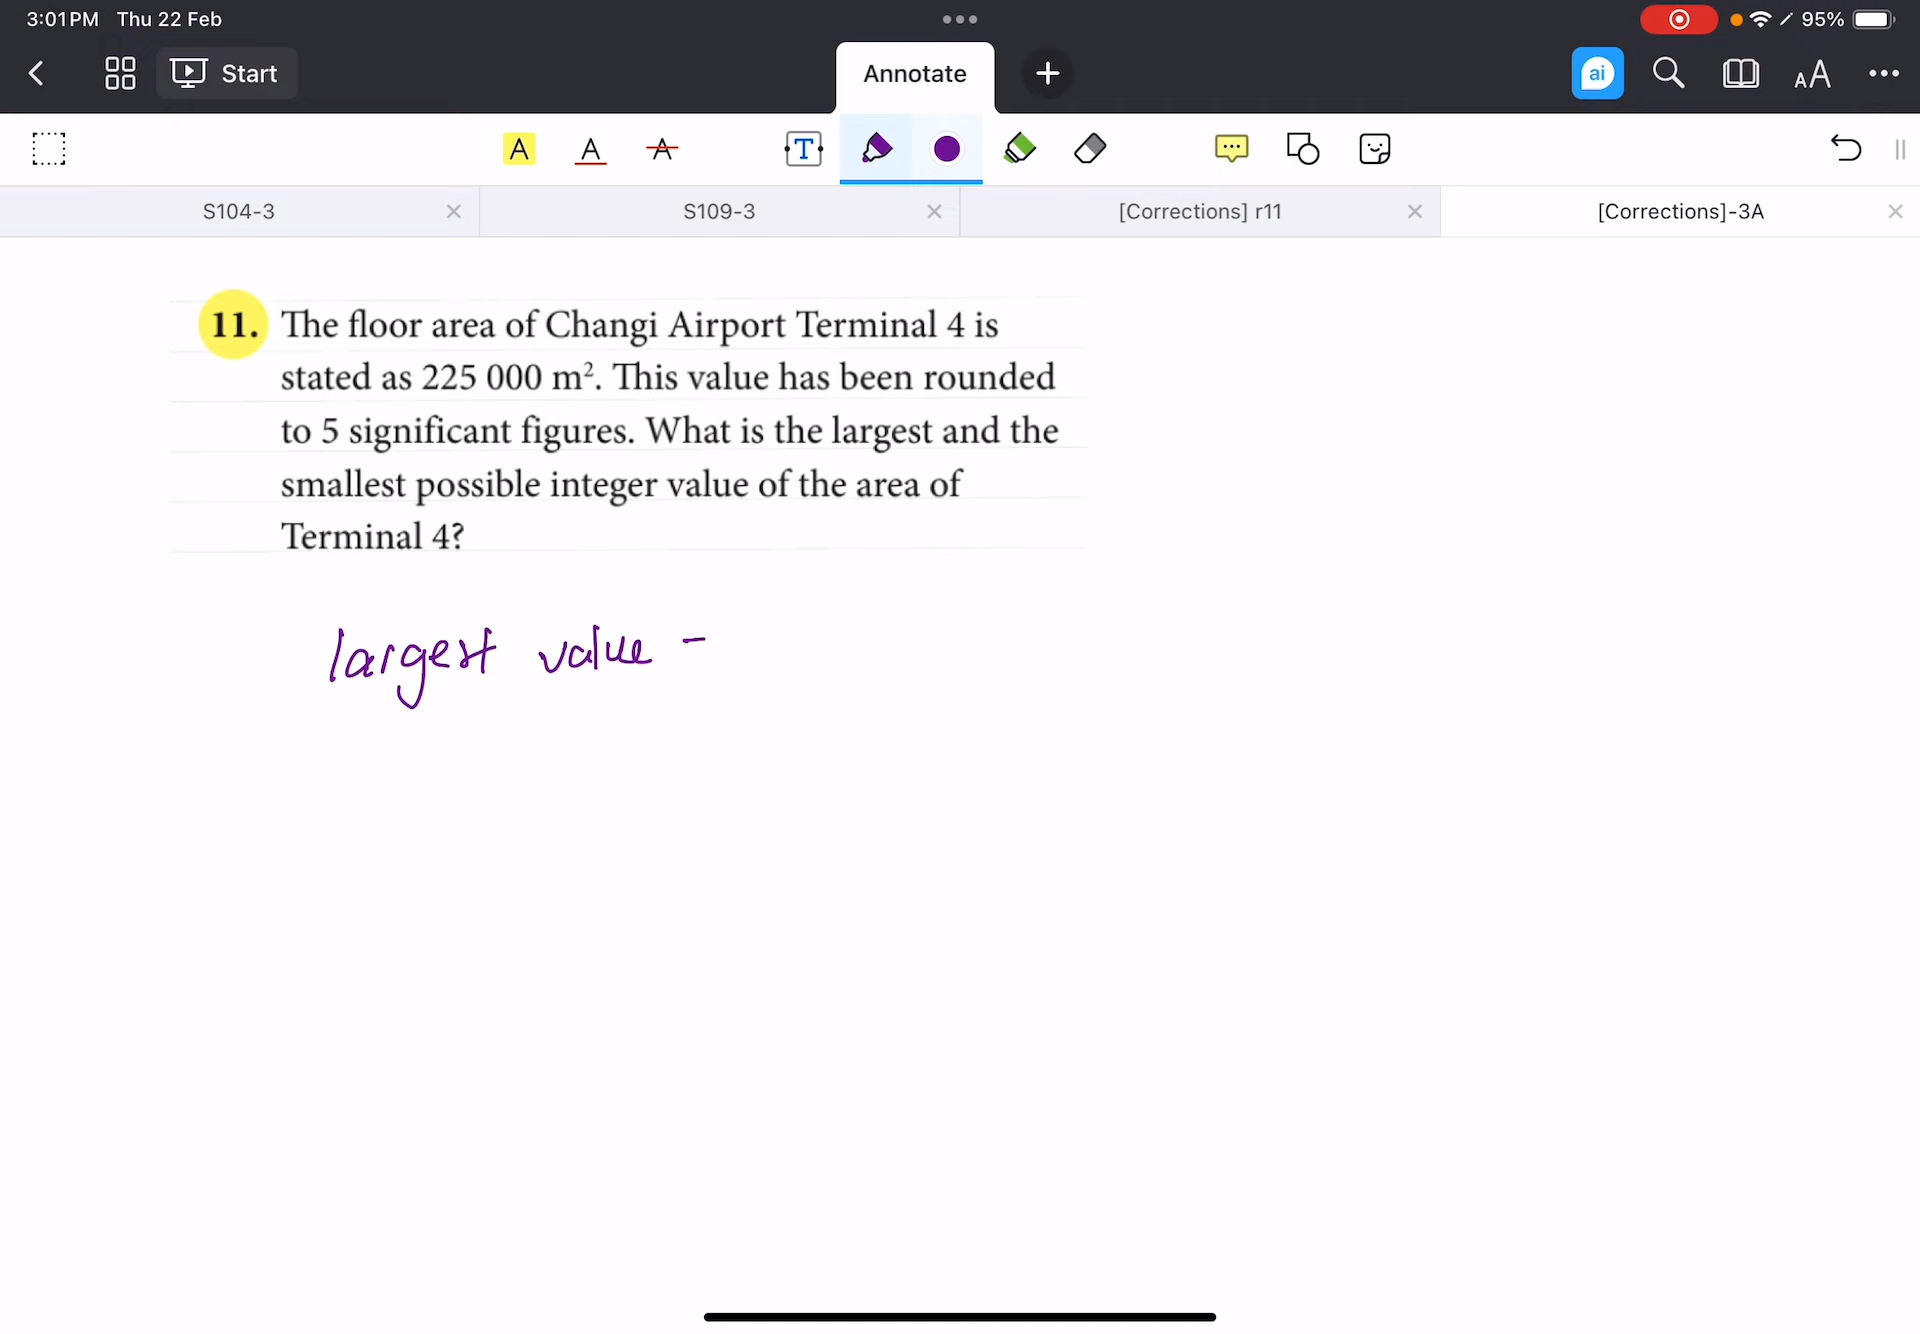 3:01PM Thu 22 Feb
95%
Start
Annotate
ai
AA
A A A T
S104-3
S109-3
[Corrections] r11
[Corrections]-3A
11. The floor area of Changi Airport Terminal 4 is
stated as 225 000 m². This value has been rounded
to 5 significant figures. What is the largest and the
smallest possible integer value of the area of
Terminal 4?
largest value -